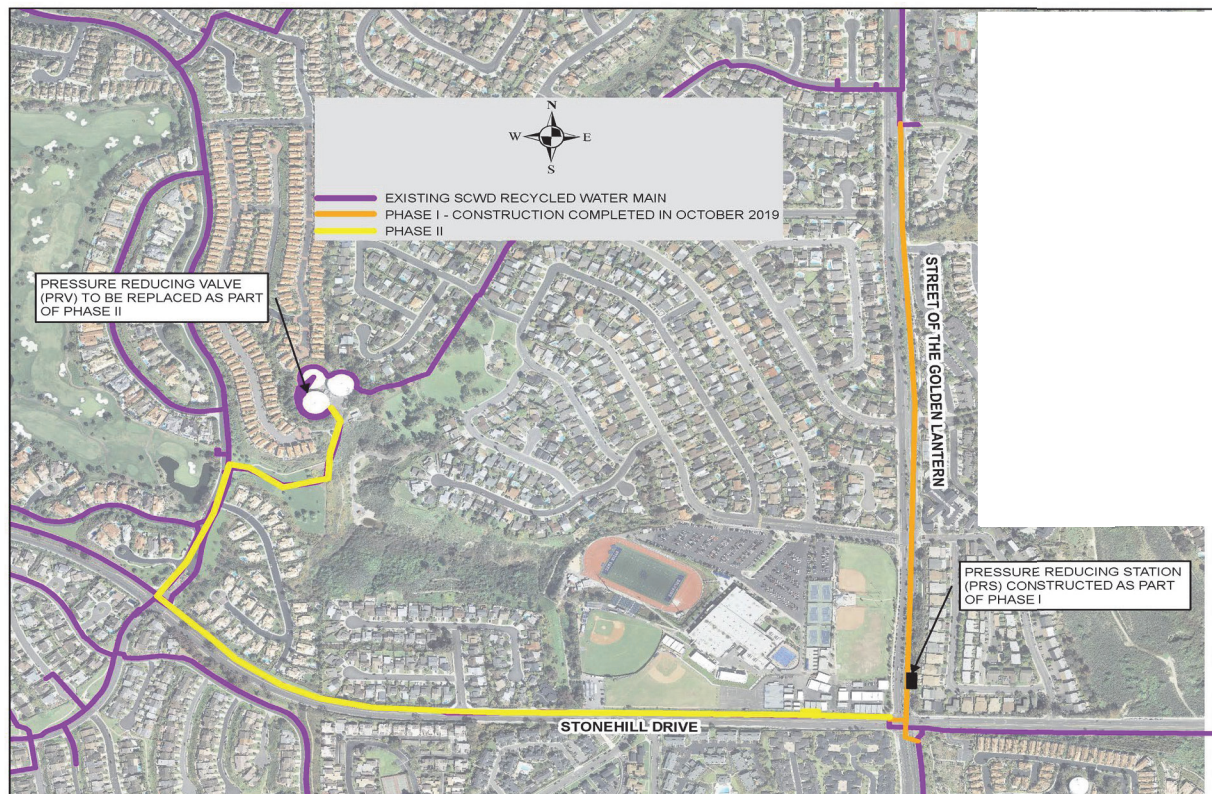 N
W E
S
EXISTING SCWD RECYCLED WATER MAIN
PHASE I - CONSTRUCTION COMPLETED IN OCTOBER 2019
PHASE II
PRESSURE REDUCING VALVE
(PRV) TO BE REPLACED AS PART
OF PHASE II
STREET OF THE GOLDEN LANTERN
PRESSURE REDUCING STATION
(PRS) CONSTRUCTED AS PART
OF PHASE I
STONEHILL DRIVE